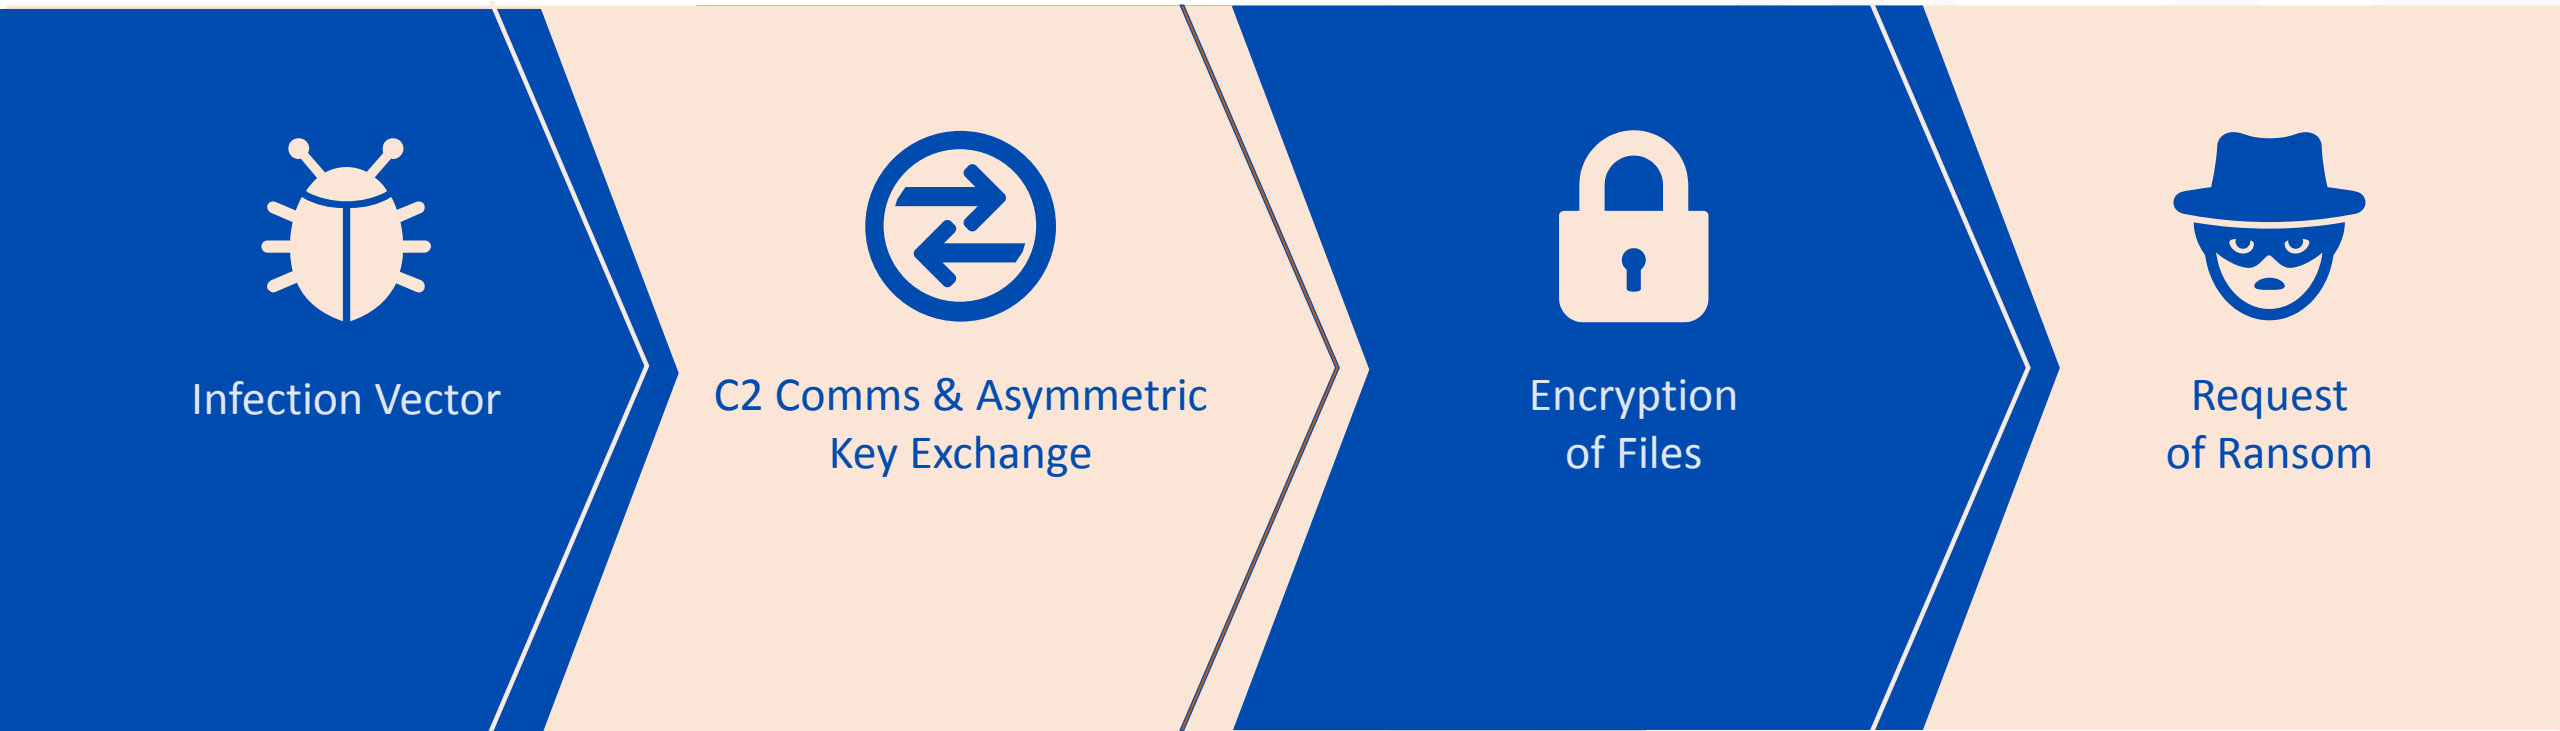 Infection Vector
C2 Comms & Asymmetric
Key Exchange
Encryption
of Files
Request
of Ransom